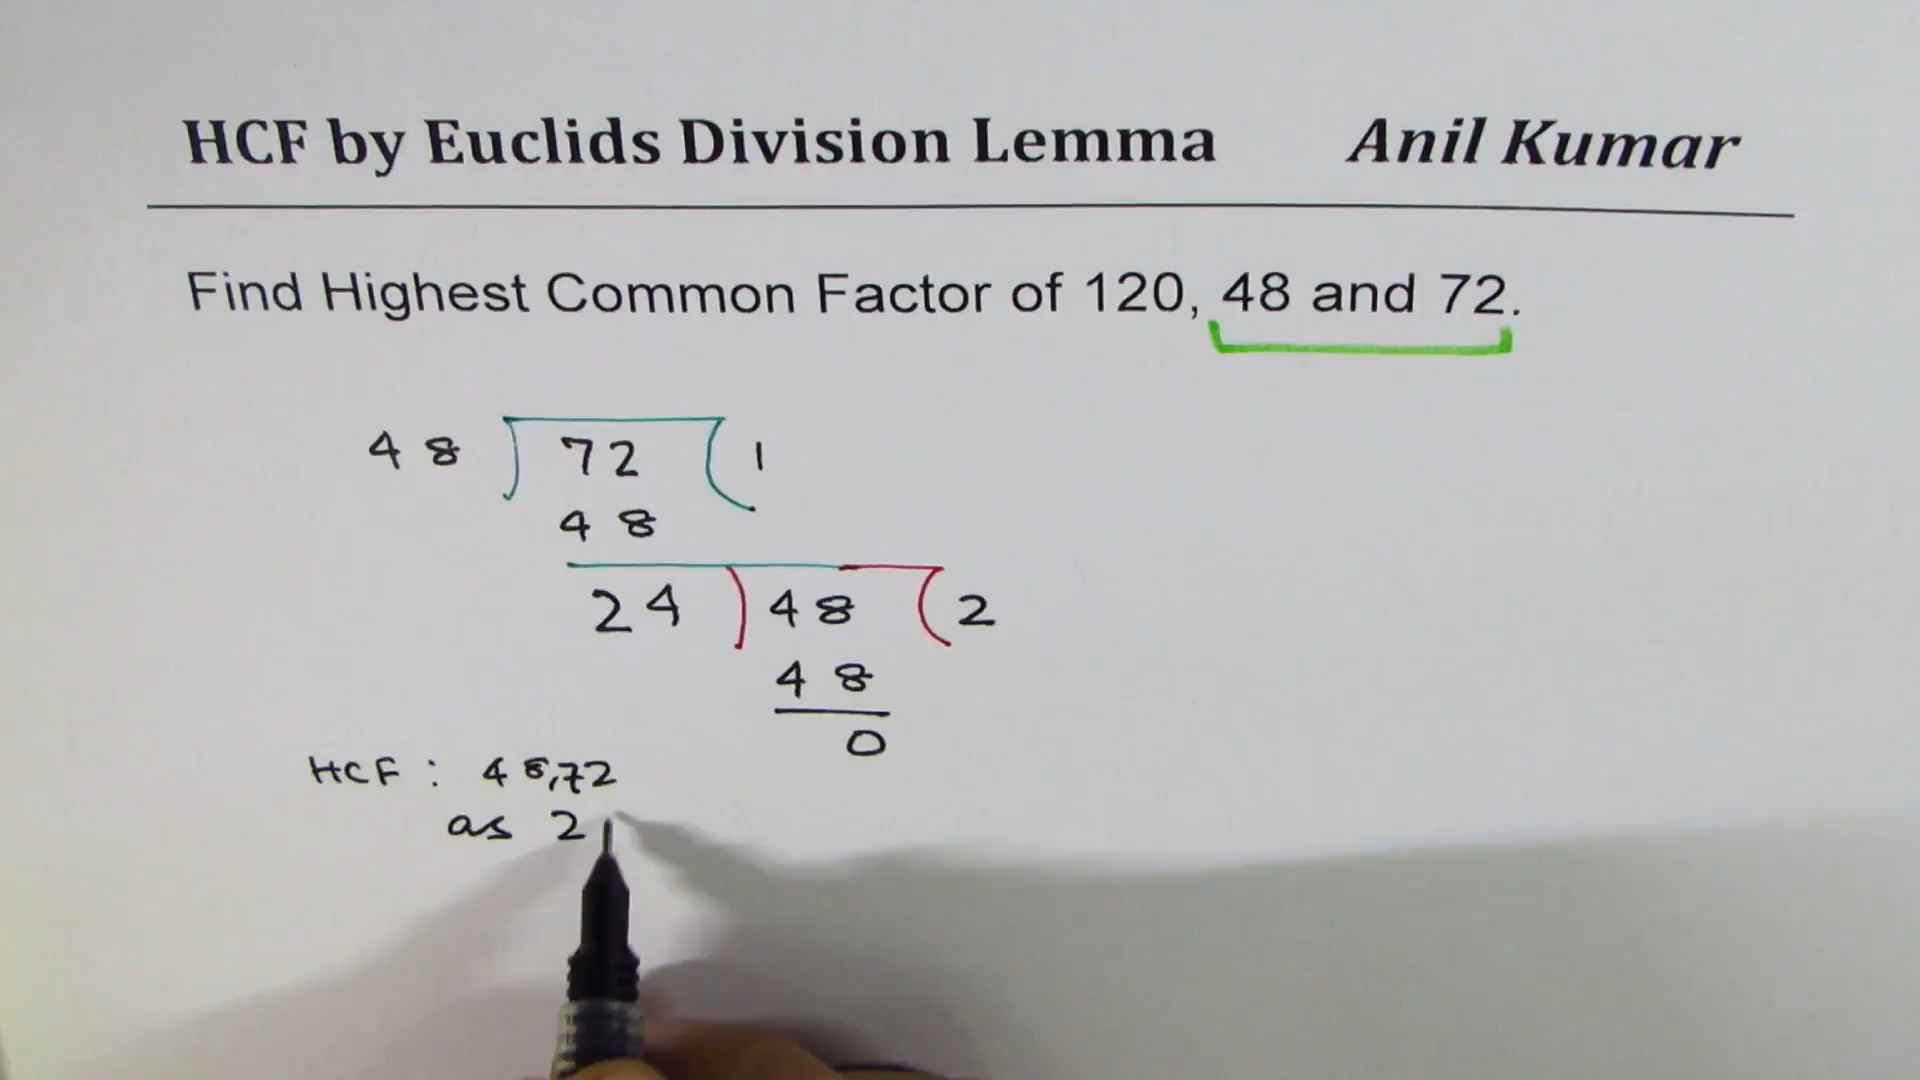 HCF by Euclids Division Lemma Anil Kumar
Find Highest Common Factor of 120, 48 and 72.
48 72 1
48
24 48 2
48
0
HCF : 48,72
as 2